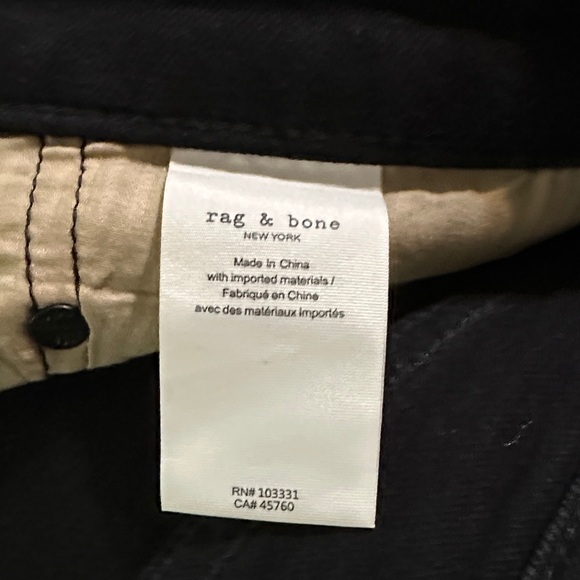 rag & bone
NEW YORK
Made In China
with imported materials /
Fabriqué en Chine
avec des matériaux importés
RN# 103331
CA# 45760